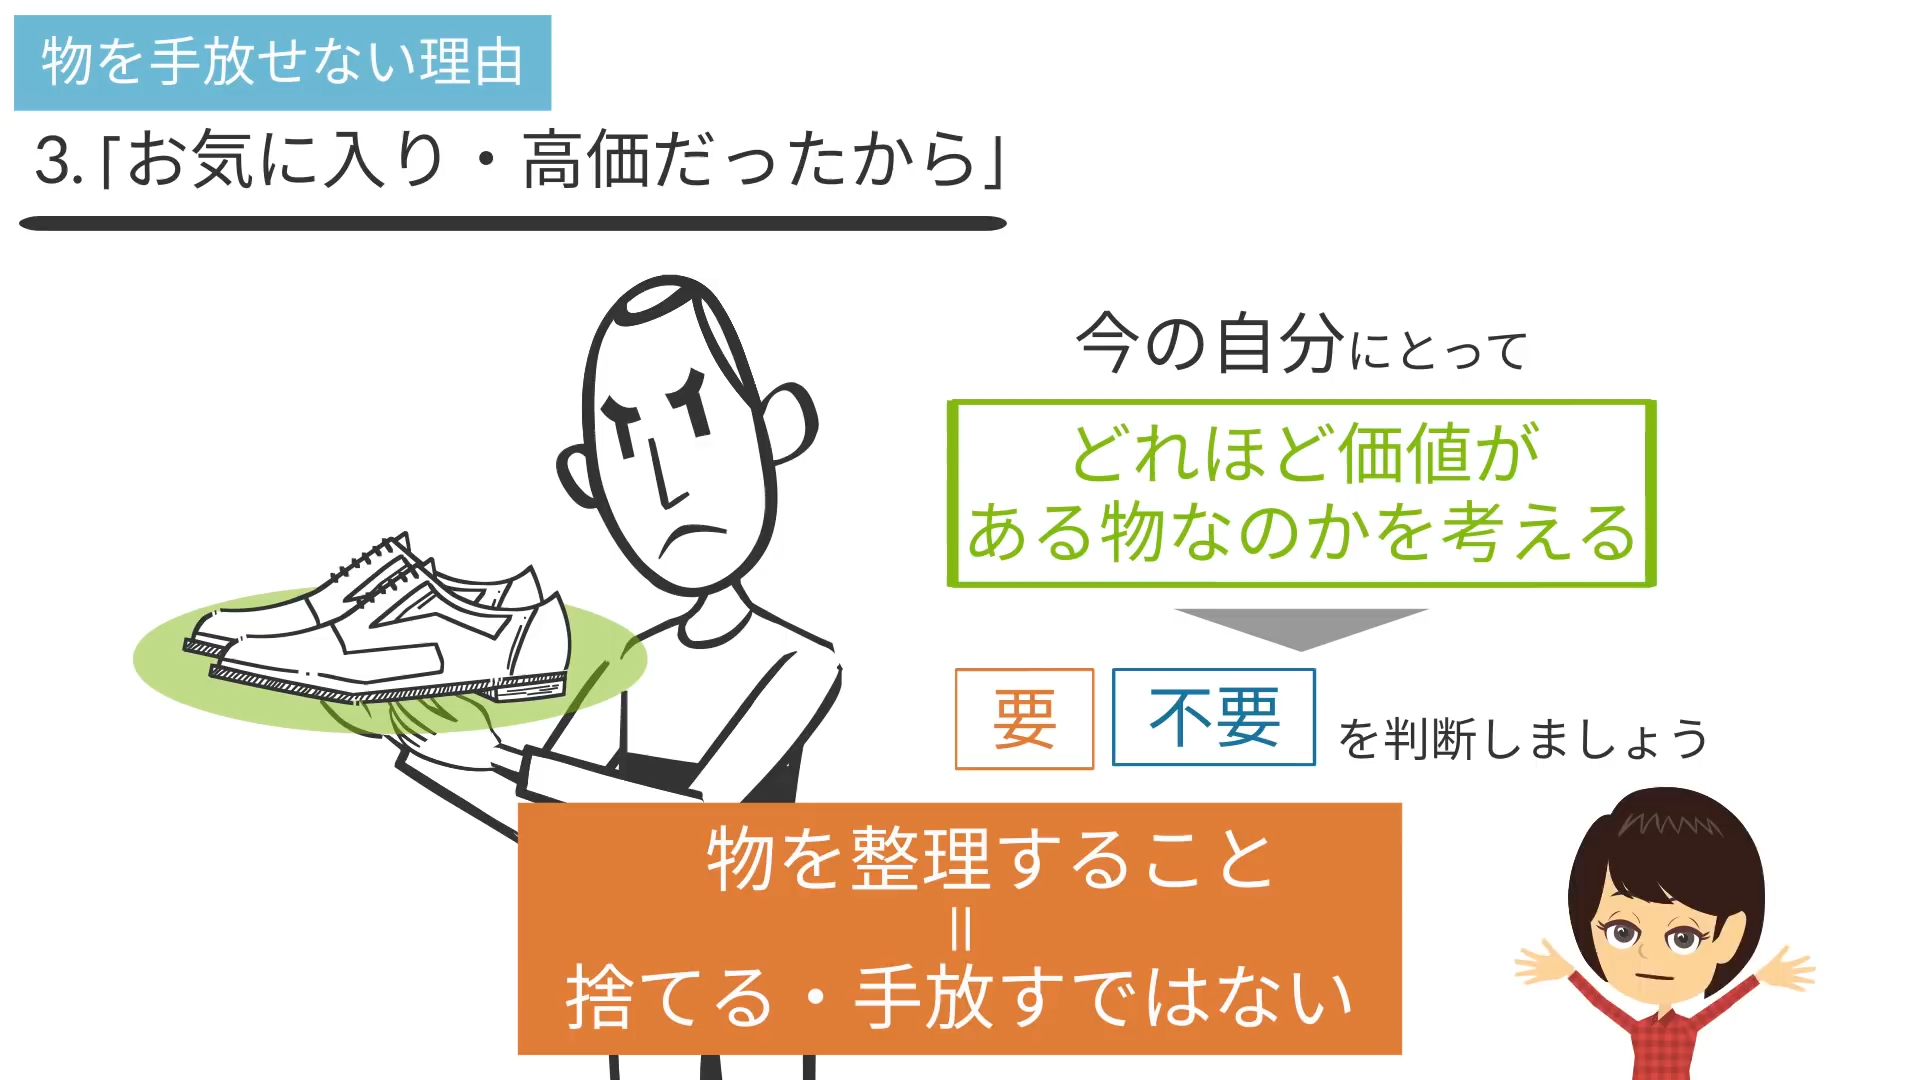 物を手放せない理由
3.「お気に入り・高価だったから」
今の自分にとって
どれほど価値が
ある物なのかを考える
要 不要 を判断しましょう
物を整理すること
＝
捨てる・手放すではない